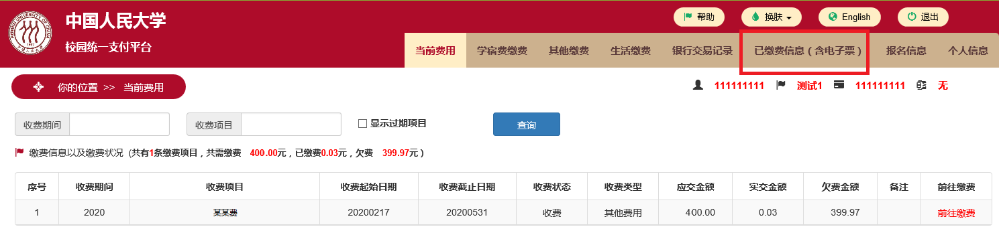 中国人民大学
校园统一支付平台
帮助 换肤 English 退出
当前费用 学宿费缴费 其他缴费 生活缴费 银行交易记录 已缴费信息（含电子票） 报名信息 个人信息
你的位置 >> 当前费用
111111111 测试1 111111111 无
收费期间 收费项目 显示过期项目 查询
缴费信息以及缴费状况（共有1条缴费项目，共需缴费 400.00元，已缴费0.03元，欠费 399.97元）
序号 收费期间 收费项目 收费起始日期 收费截止日期 收费状态 收费类型 应交金额 实交金额 欠费金额 备注 前往缴费
1 2020 某某费 20200217 20200531 收费 其他费用 400.00 0.03 399.97 前往缴费